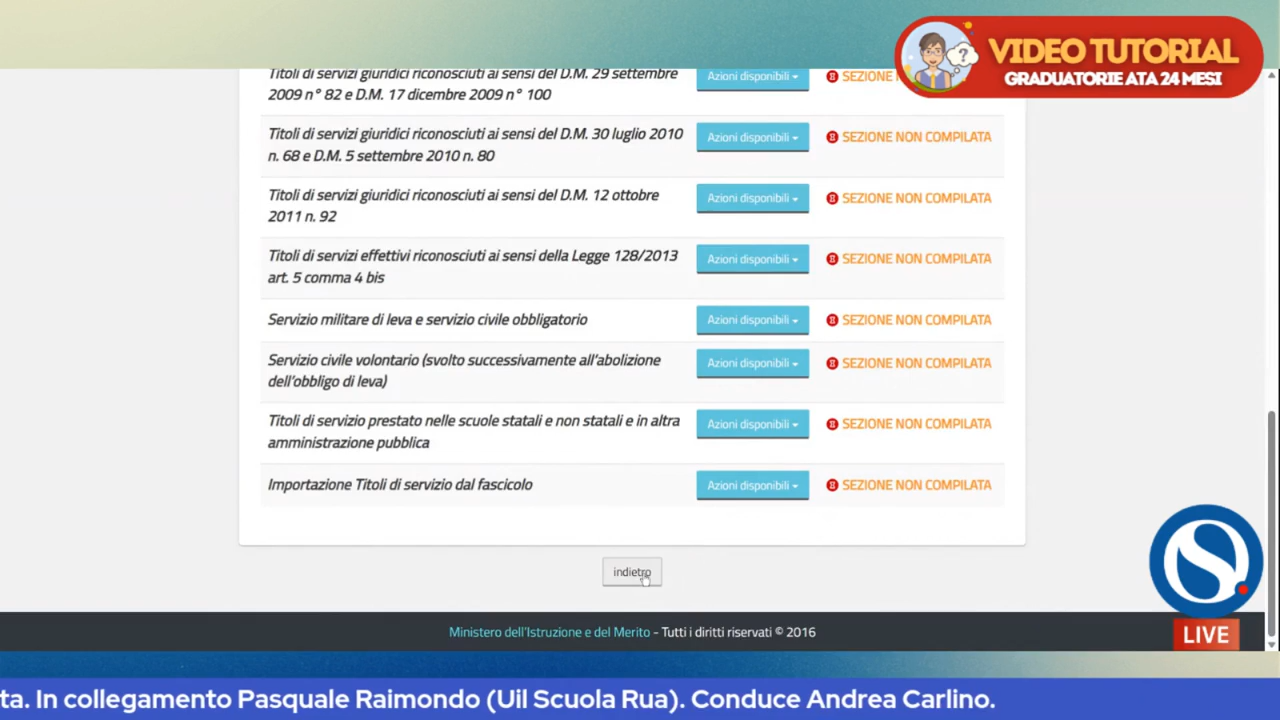 VIDEO TUTORIAL
GRADUATORIE ATA 24 MESI
Titoli di servizi giuridici riconosciuti ai sensi del D.M. 29 settembre
2009 n° 82 e D.M. 17 dicembre 2009 n° 100
Azioni disponibili
SEZIONE
Titoli di servizi giuridici riconosciuti ai sensi del D.M. 30 luglio 2010
n. 68 e D.M. 5 settembre 2010 n. 80
Azioni disponibili
SEZIONE NON COMPILATA
Titoli di servizi giuridici riconosciuti ai sensi del D.M. 12 ottobre
2011 n. 92
Azioni disponibili
SEZIONE NON COMPILATA
Titoli di servizi effettivi riconosciuti ai sensi della Legge 128/2013
art. 5 comma 4 bis
Azioni disponibili
SEZIONE NON COMPILATA
Servizio militare di leva e servizio civile obbligatorio
Azioni disponibili
SEZIONE NON COMPILATA
Servizio civile volontario (svolto successivamente all'abolizione
dell'obbligo di leva)
Azioni disponibili
SEZIONE NON COMPILATA
Titoli di servizio prestato nelle scuole statali e non statali e in altra
amministrazione pubblica
Azioni disponibili
SEZIONE NON COMPILATA
Importazione Titoli di servizio dal fascicolo
Azioni disponibili
SEZIONE NON COMPILATA
indietro
Ministero dell'Istruzione e del Merito - Tutti i diritti riservati © 2016
S
LIVE
ta. In collegamento Pasquale Raimondo (Uil Scuola Rua). Conduce Andrea Carlino.